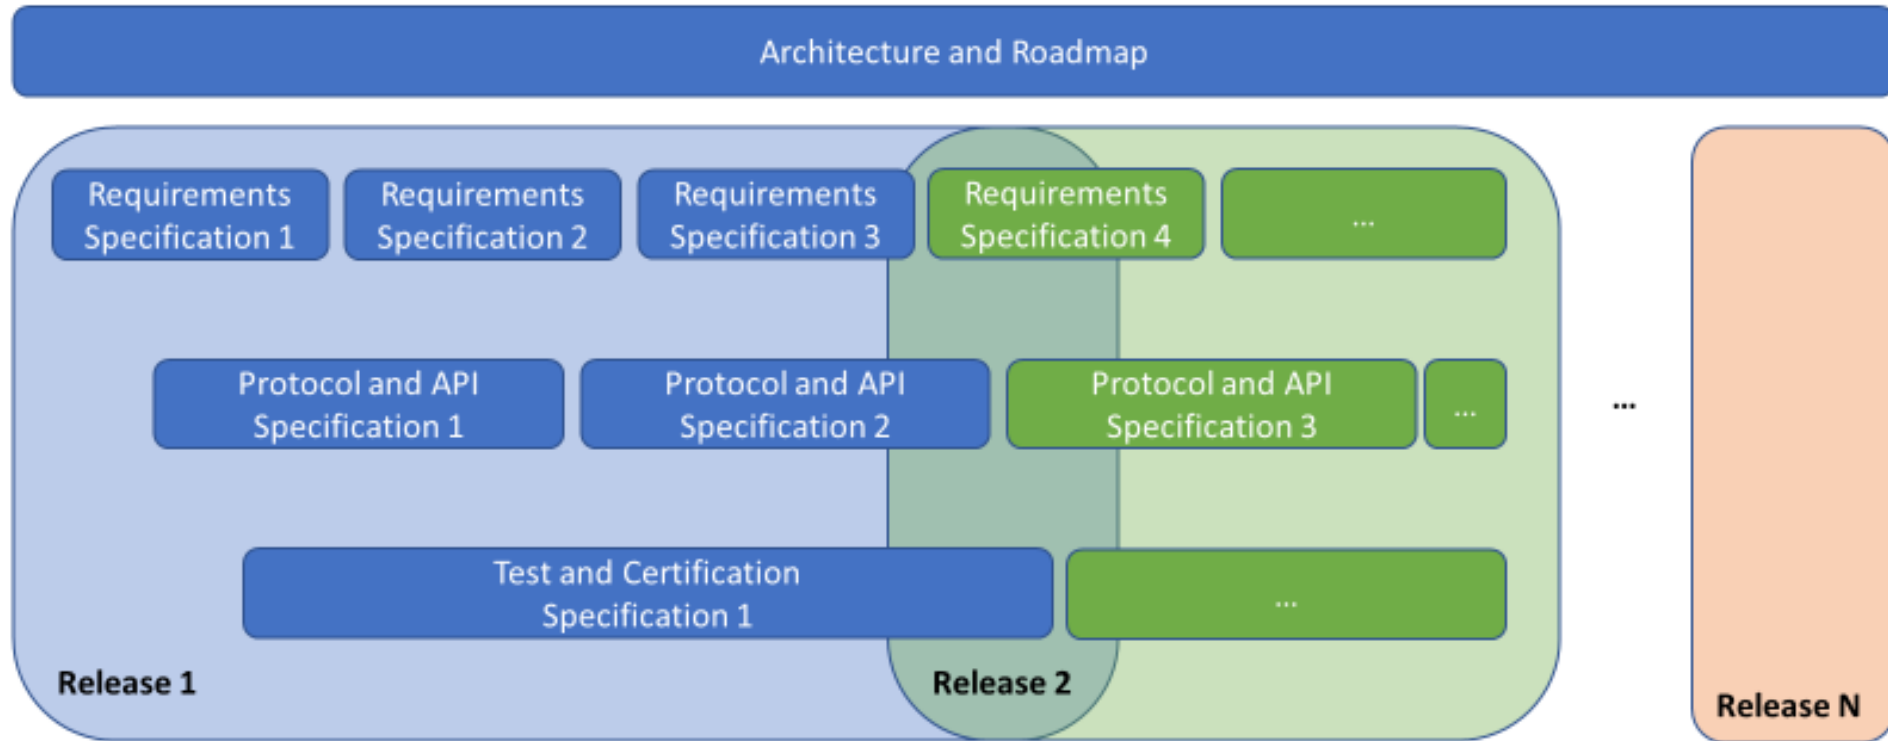 Architecture and Roadmap
Requirements
Specification 1
Requirements
Specification 2
Requirements
Specification 3
Requirements
Specification 4
...
Protocol and API
Specification 1
Protocol and API
Specification 2
Protocol and API
Specification 3
...
...
Test and Certification
Specification 1
...
Release 1
Release 2
Release N